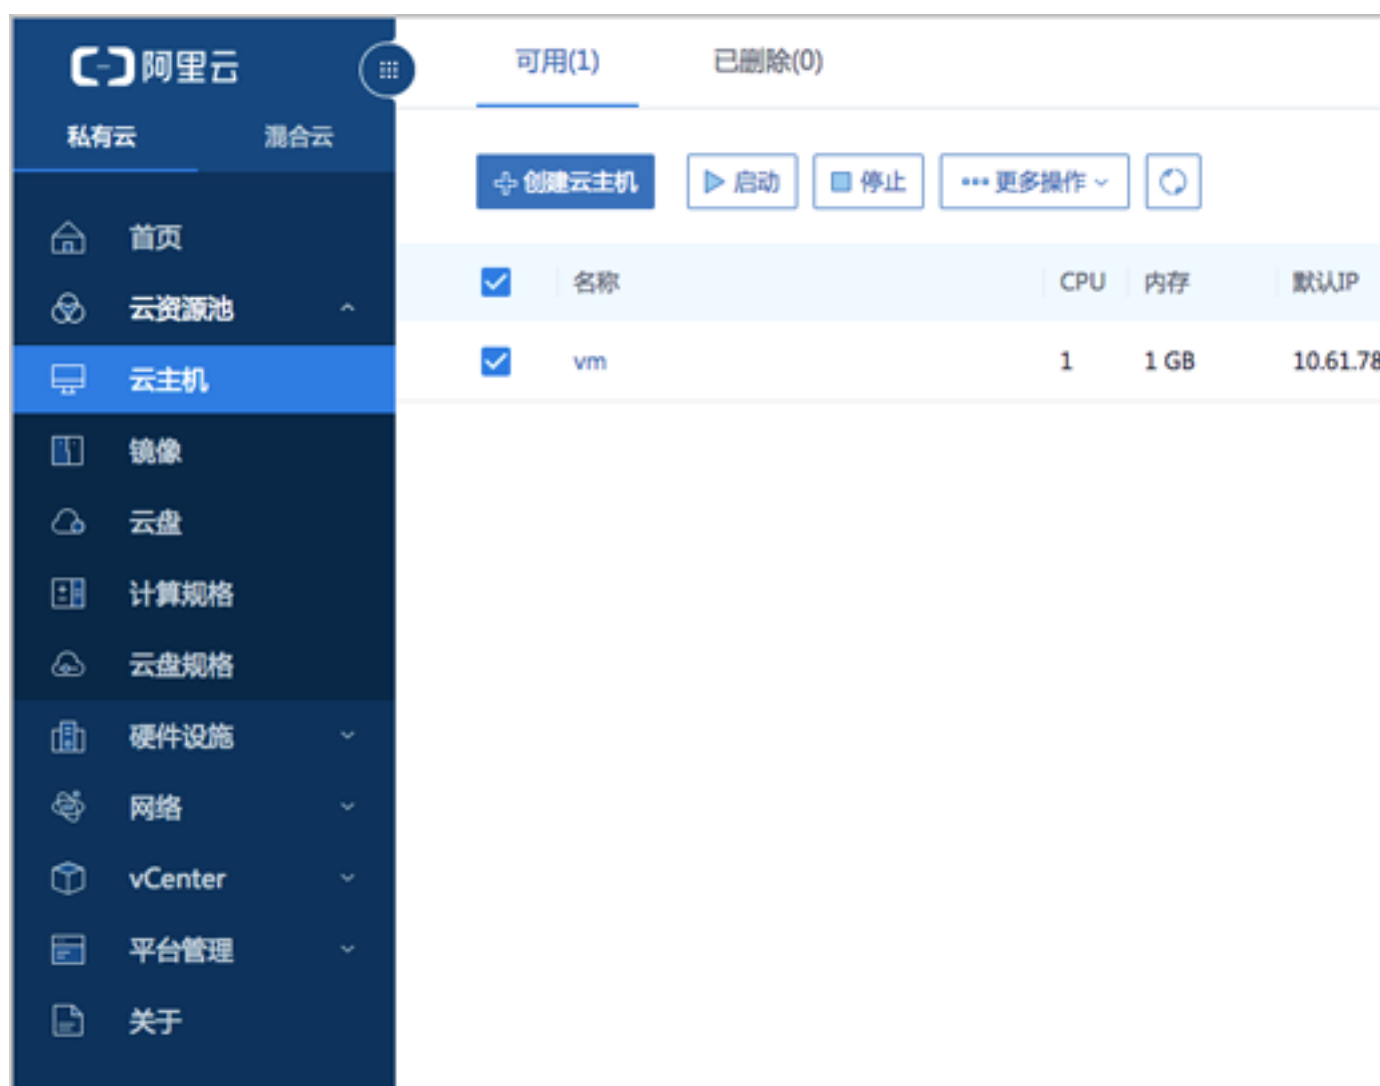 阿里云
私有云 混合云
首页
云资源池
云主机
镜像
云盘
计算规格
云盘规格
硬件设施
网络
vCenter
平台管理
关于
可用(1) 已删除(0)
创建云主机 启动 停止 更多操作
名称 CPU 内存 默认IP
vm 1 1 GB 10.61.78